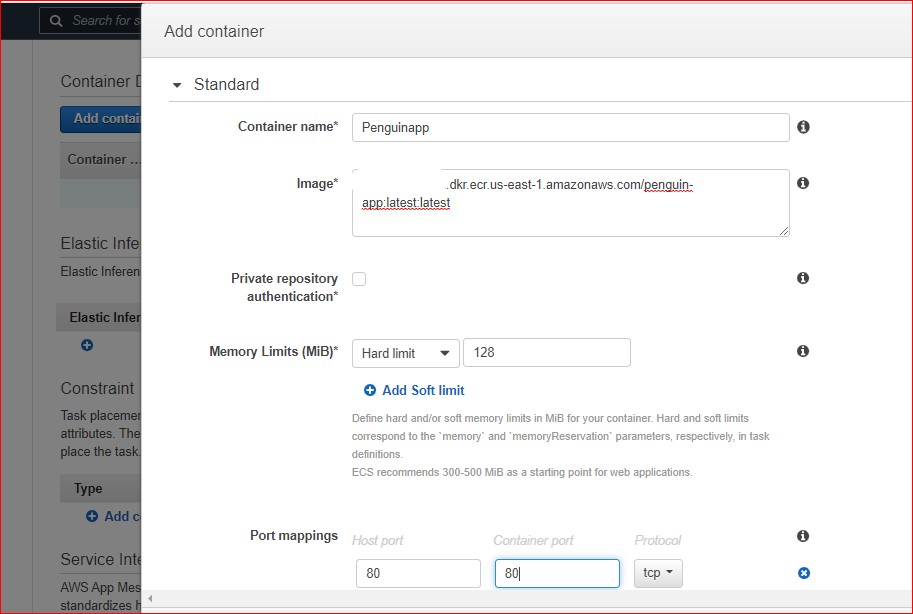 Search for s
Add container
Container D
Standard
Add contai
Container name*
Penguinapp
Container ...
Image*
.dkr.ecr.us-east-1.amazonaws.com/penguin-
app:latest:latest
Elastic Infe
Elastic Inferen
Private repository
authentication*
Elastic Infer
Memory Limits (MiB)*
Hard limit
128
Add Soft limit
Constraint
Task placemen
attributes. The
place the task.
Define hard and/or soft memory limits in MiB for your container. Hard and soft limits
correspond to the `memory` and `memoryReservation` parameters, respectively, in task
definitions.
ECS recommends 300-500 MiB as a starting point for web applications.
Type
Add co
Port mappings
Host port
Container port
Protocol
Service Inte
80
80
tcp
AWS App Mes
standardizes h